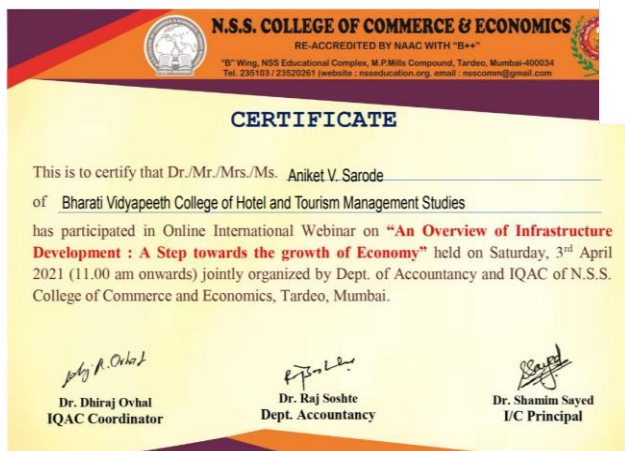 N.S.S. COLLEGE OF COMMERCE & ECONOMICS
RE-ACCREDITED BY NAAC WITH "B++"
"B" Wing, NSS Educational Complex, M.P.Mills Compound, Tardeo, Mumbai-400034
Tel. 235103 / 23520261 (website : nsseducation.org. email : nsscomm@gmail.com
CERTIFICATE
This is to certify that Dr./Mr./Mrs./Ms. Aniket V. Sarode
of Bharati Vidyapeeth College of Hotel and Tourism Management Studies
has participated in Online International Webinar on "An Overview of Infrastructure
Development : A Step towards the growth of Economy" held on Saturday, 3rd April
2021 (11.00 am onwards) jointly organized by Dept. of Accountancy and IQAC of N.S.S.
College of Commerce and Economics, Tardeo, Mumbai.
Dr. Dhiraj Ovhal
IQAC Coordinator
Dr. Raj Soshte
Dept. Accountancy
Dr. Shamim Sayed
I/C Principal